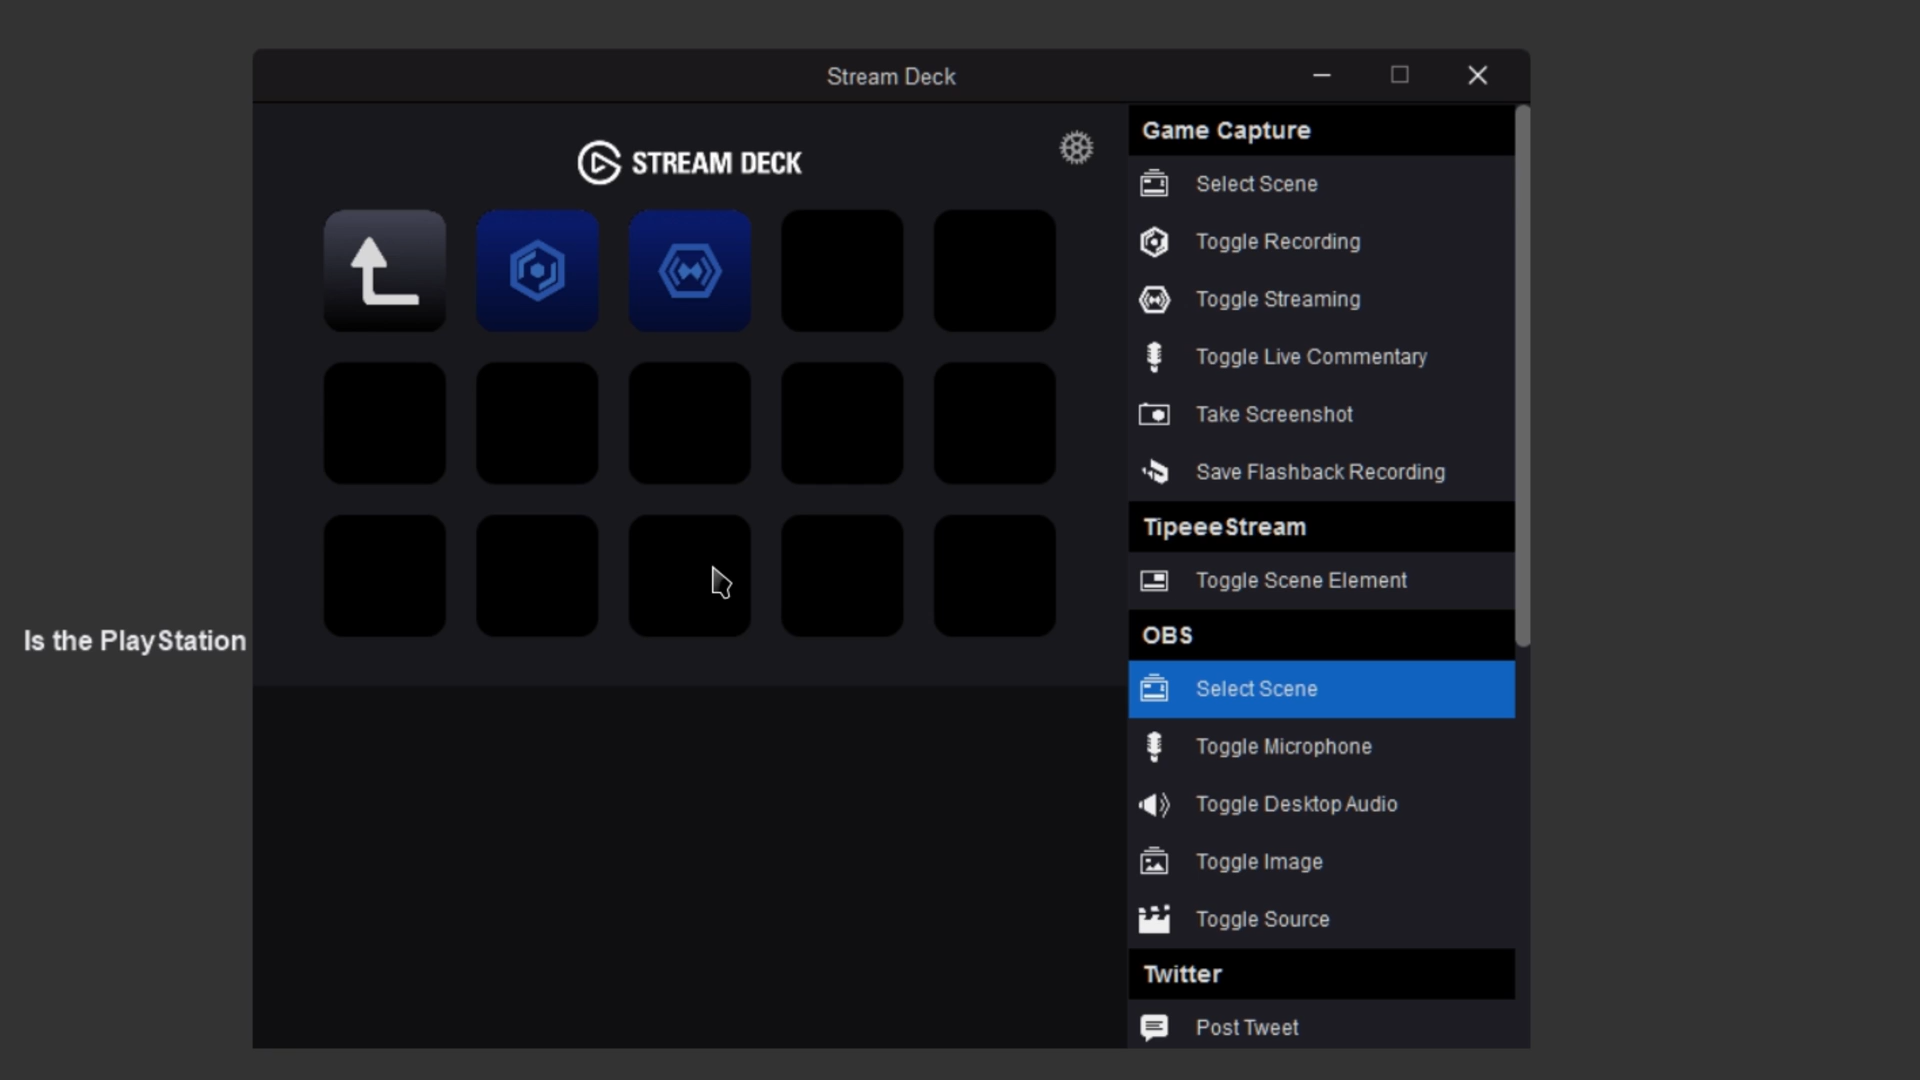 Stream Deck
STREAM DECK
Game Capture
Select Scene
Toggle Recording
Toggle Streaming
Toggle Live Commentary
Take Screenshot
Save Flashback Recording
TipeeeStream
Toggle Scene Element
Is the PlayStation
OBS
Select Scene
Toggle Microphone
Toggle Desktop Audio
Toggle Image
Toggle Source
Twitter
Post Tweet